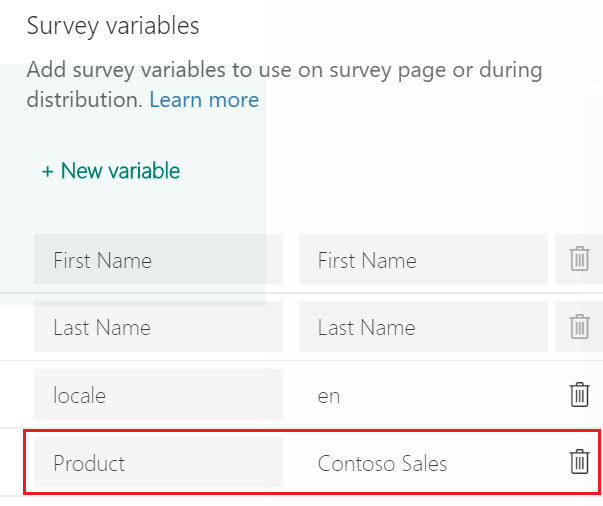 Survey variables
Add survey variables to use on survey page or during
distribution. Learn more
+ New variable
First Name First Name
Last Name Last Name
locale en
Product Contoso Sales